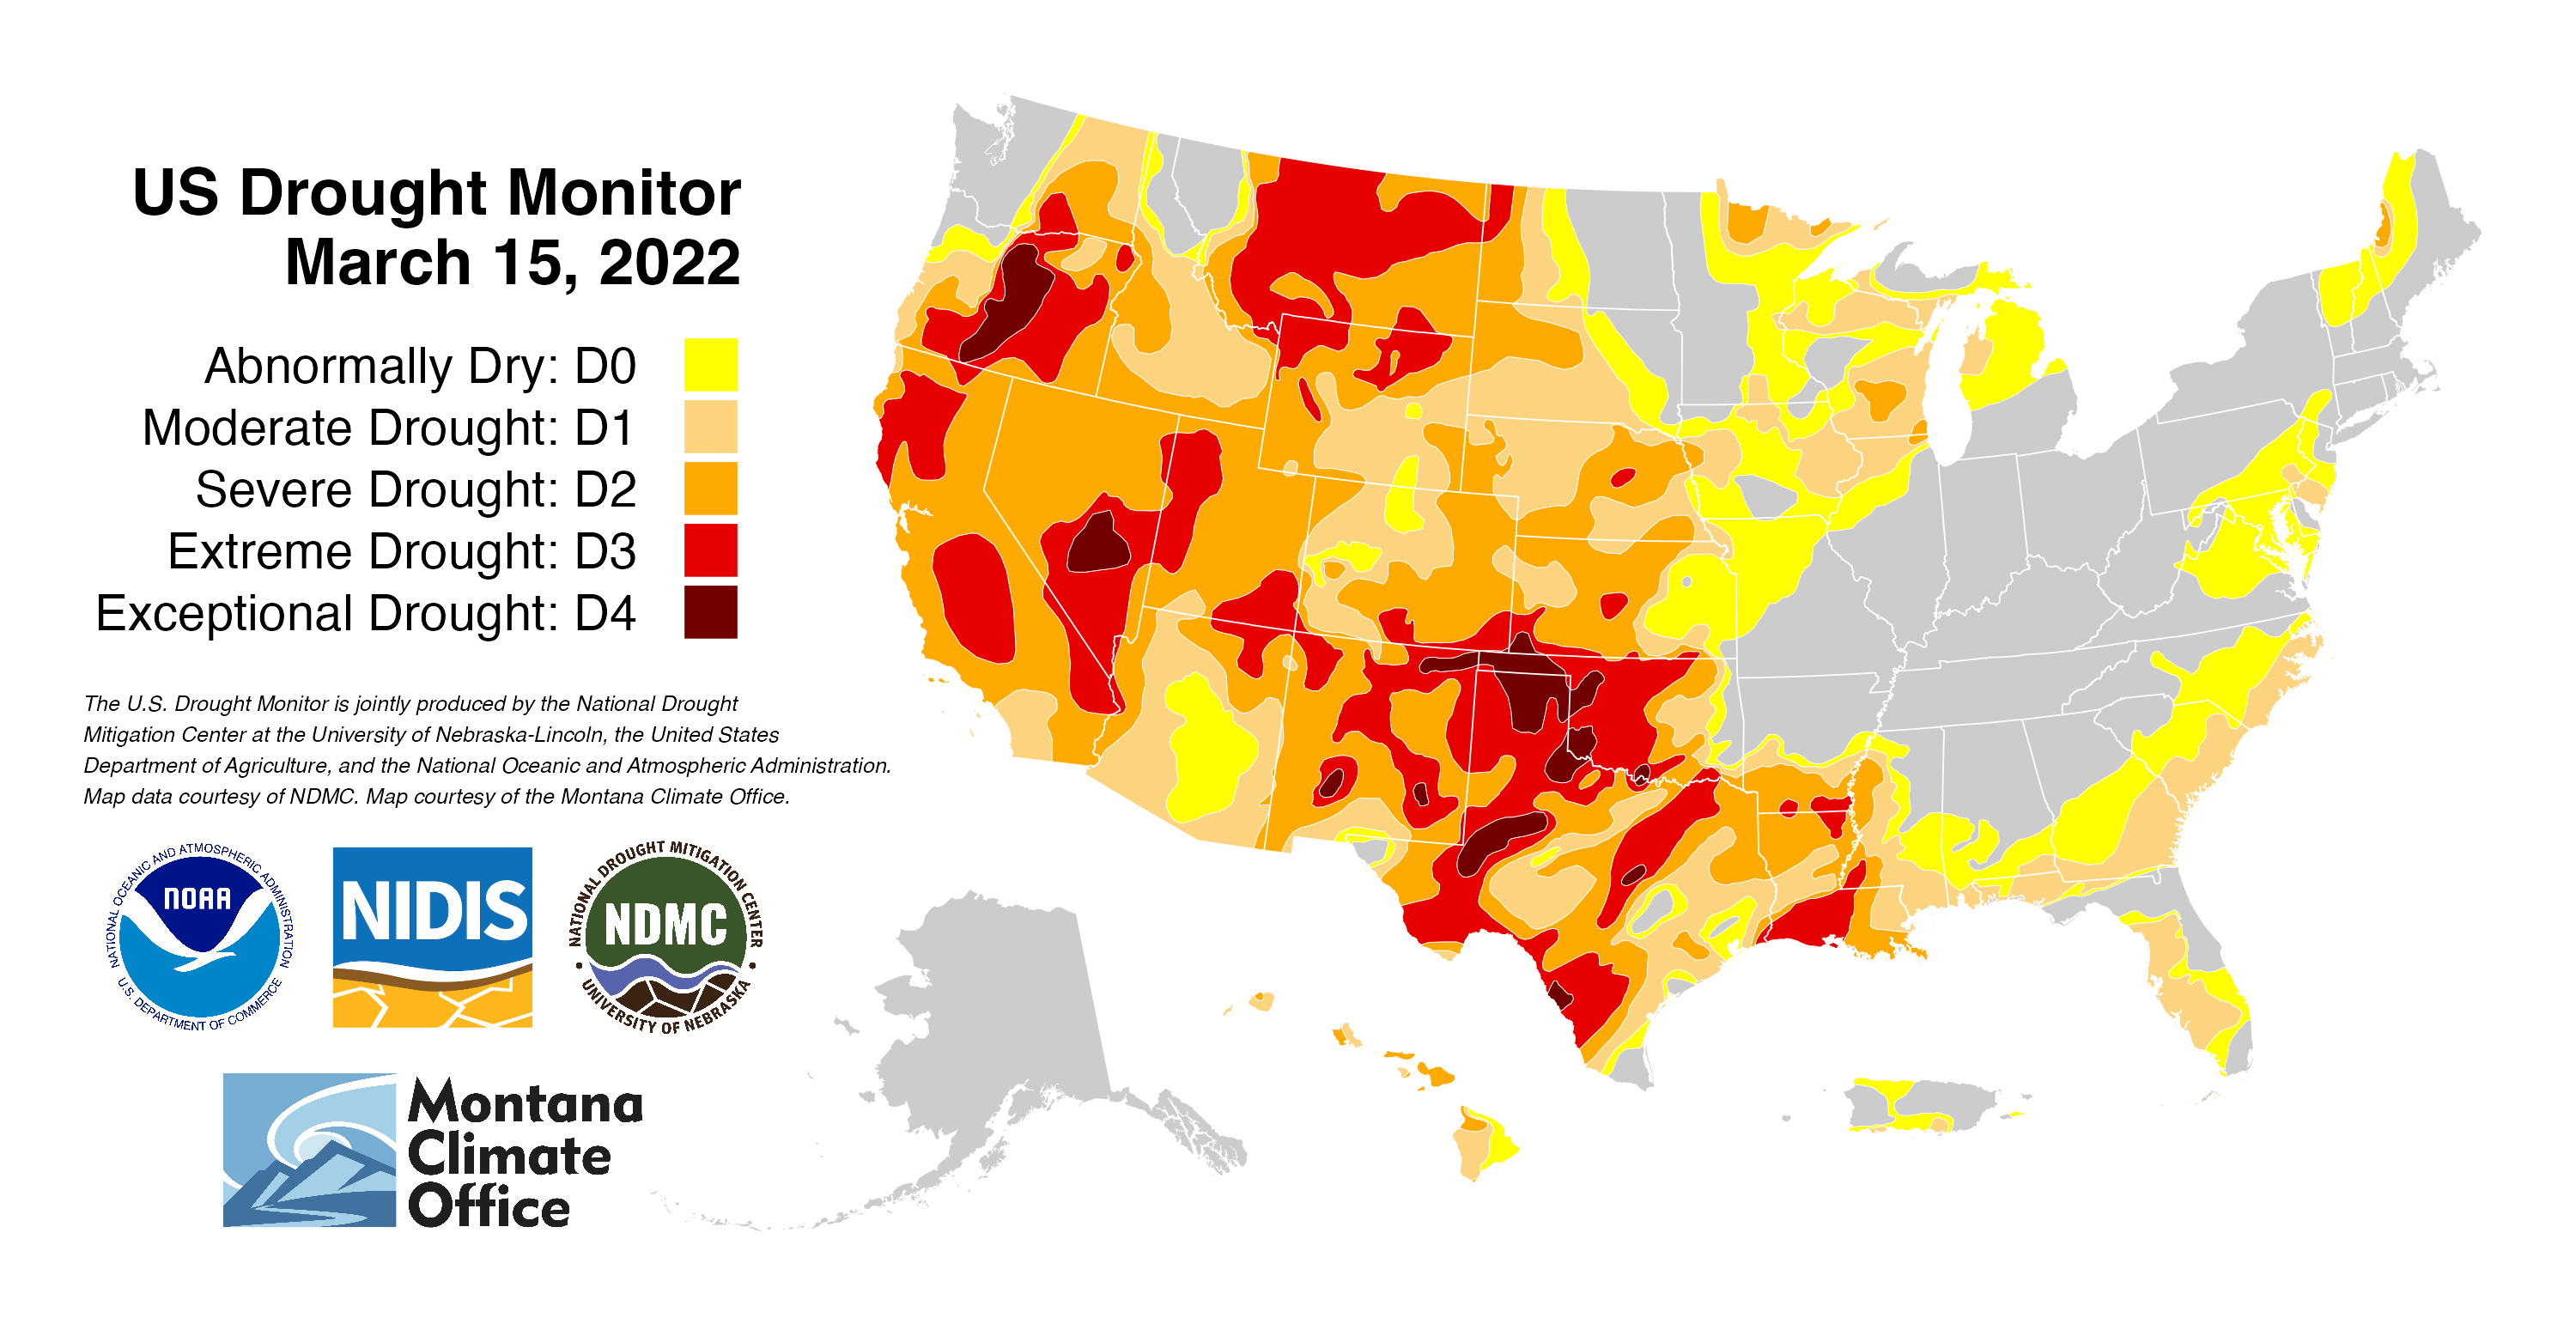 US Drought Monitor
March 15, 2022
Abnormally Dry: D0
Moderate Drought: D1
Severe Drought: D2
Extreme Drought: D3
Exceptional Drought: D4
The U.S. Drought Monitor is jointly produced by the National Drought
Mitigation Center at the University of Nebraska-Lincoln, the United States
Department of Agriculture, and the National Oceanic and Atmospheric Administration.
Map data courtesy of NDMC. Map courtesy of the Montana Climate Office.
NATIONAL OCEANIC AND ATMOSPHERIC ADMINISTRATION
NOAA
U.S. DEPARTMENT OF COMMERCE
NIDIS
NATIONAL DROUGHT MITIGATION CENTER
NDMC
UNIVERSITY OF NEBRASKA
Montana
Climate
Office